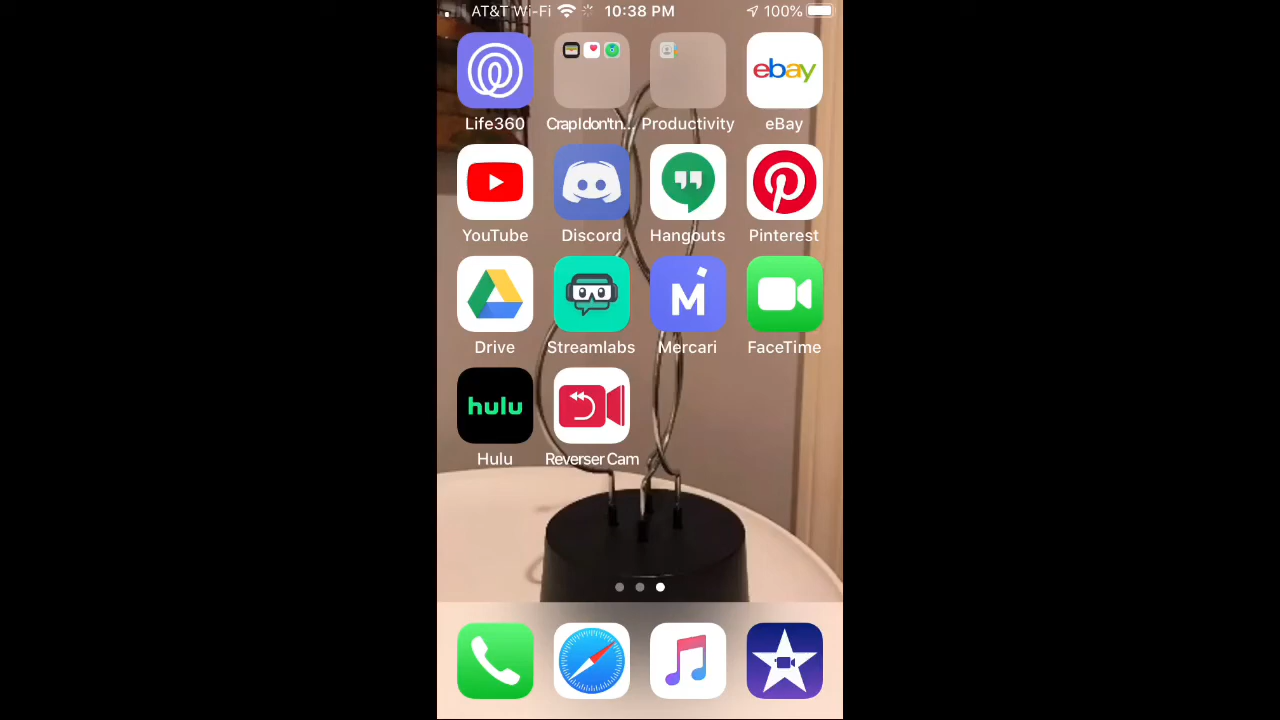 AT&T Wi-Fi 10:38 PM 100%
Life360 CrapIdon'tn... Productivity eBay
ebay
YouTube Discord Hangouts Pinterest
M
Drive Streamlabs Mercari FaceTime
hulu
Hulu Reverser Cam